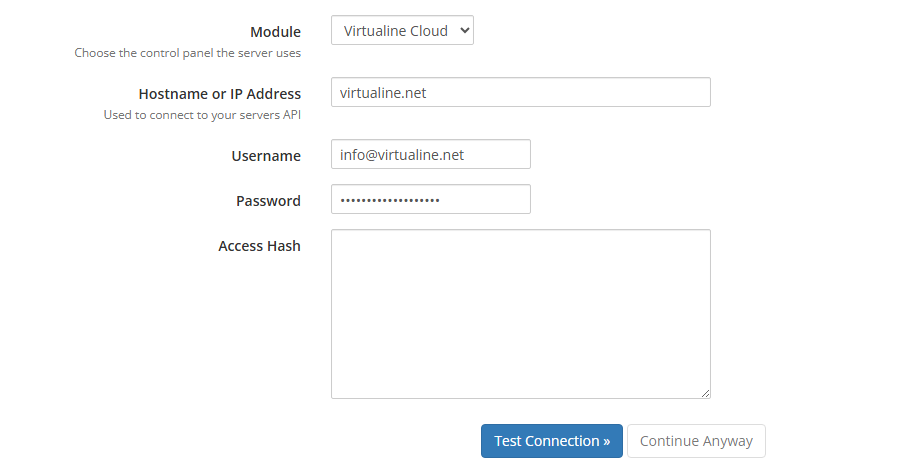 Module
Virtualine Cloud
Choose the control panel the server uses
Hostname or IP Address
virtualine.net
Used to connect to your servers API
Username
info@virtualine.net
Password
•••••••••••••••••••
Access Hash
Test Connection »
Continue Anyway